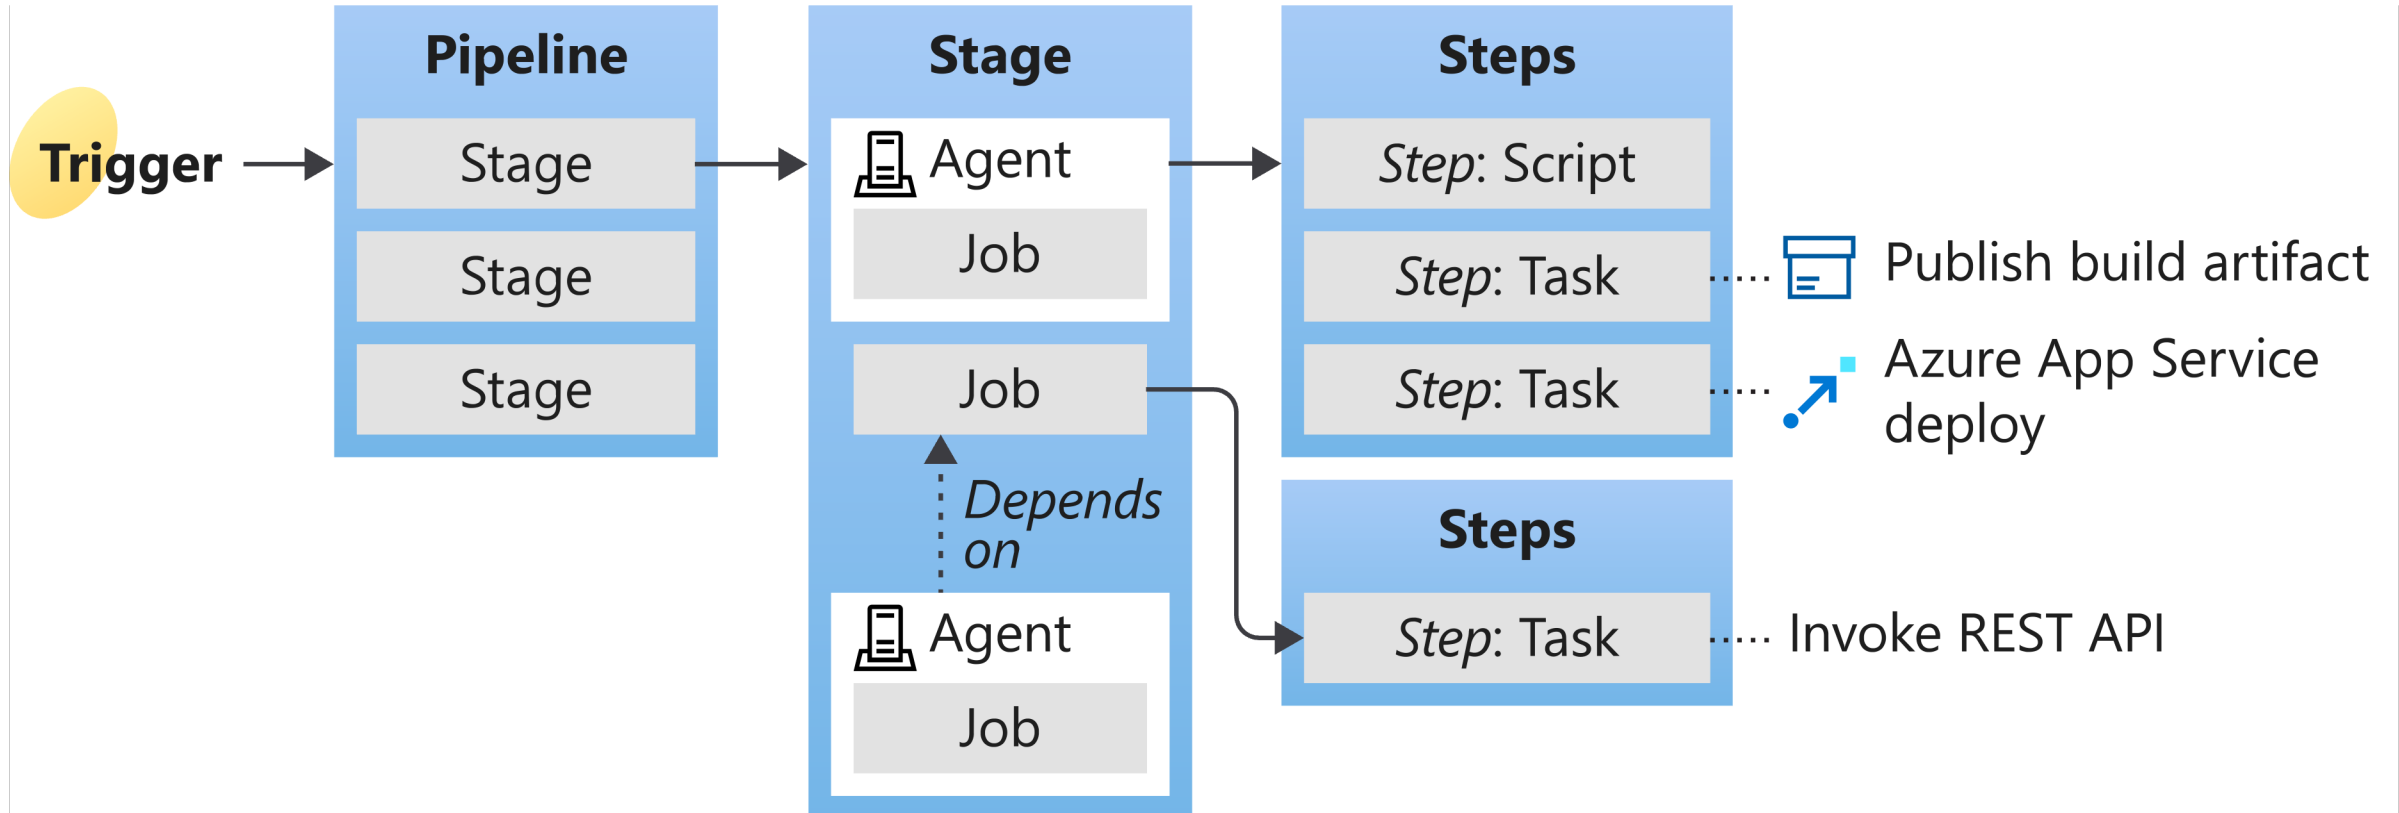 Trigger
Pipeline
Stage
Stage
Stage
Stage
Agent
Job
Job
Depends
on
Agent
Job
Steps
Step: Script
Step: Task
Publish build artifact
Step: Task
Azure App Service
deploy
Steps
Step: Task
Invoke REST API